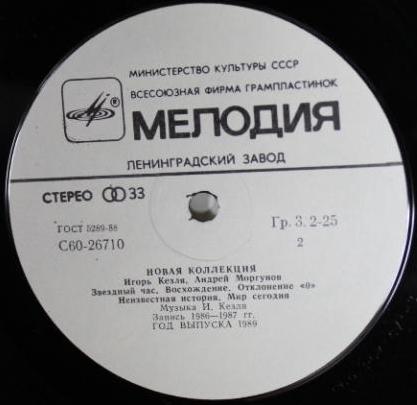 МИНИСТЕРСТВО КУЛЬТУРЫ СССР
ВСЕСОЮЗНАЯ ФИРМА ГРАМПЛАСТИНОК
®
МЕЛОДИЯ
ЛЕНИНГРАДСКИЙ ЗАВОД
СТЕРЕО 33
ГОСТ 5289-88
Гр. 3. 2-25
С60-26710
2
НОВАЯ КОЛЛЕКЦИЯ
Игорь Кезля, Андрей Моргунов
Звездный час, Восхождение, Отклонение «0»
Неизвестная история, Мир сегодня
Музыка И. Кезля
Запись 1986—1987 гг.
ГОД ВЫПУСКА 1989